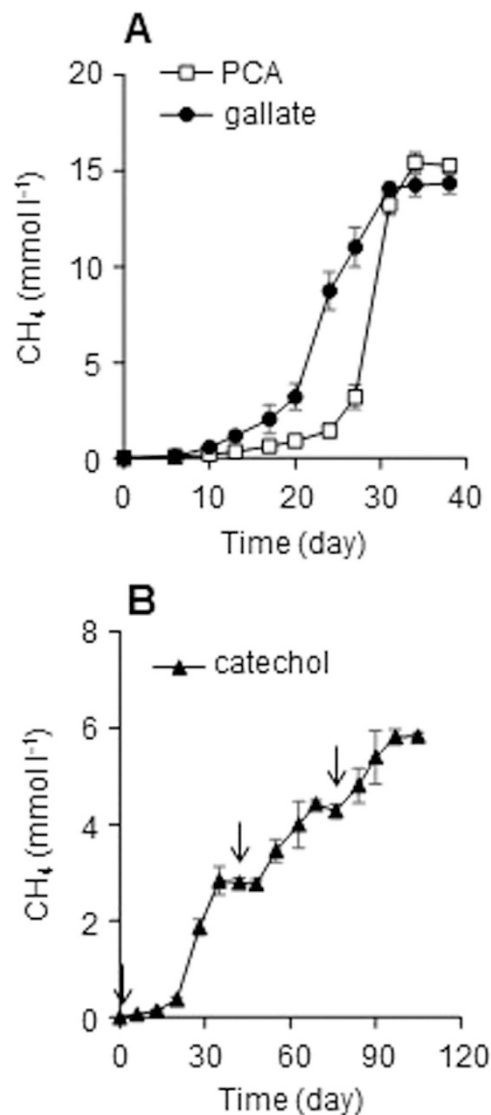 A
PCA
gallate
20
15
10
5
0
CH₄ (mmol l⁻¹)
0 10 20 30 40
Time (day)
B
catechol
8
6
4
2
0
CH₄ (mmol l⁻¹)
0 30 60 90 120
Time (day)